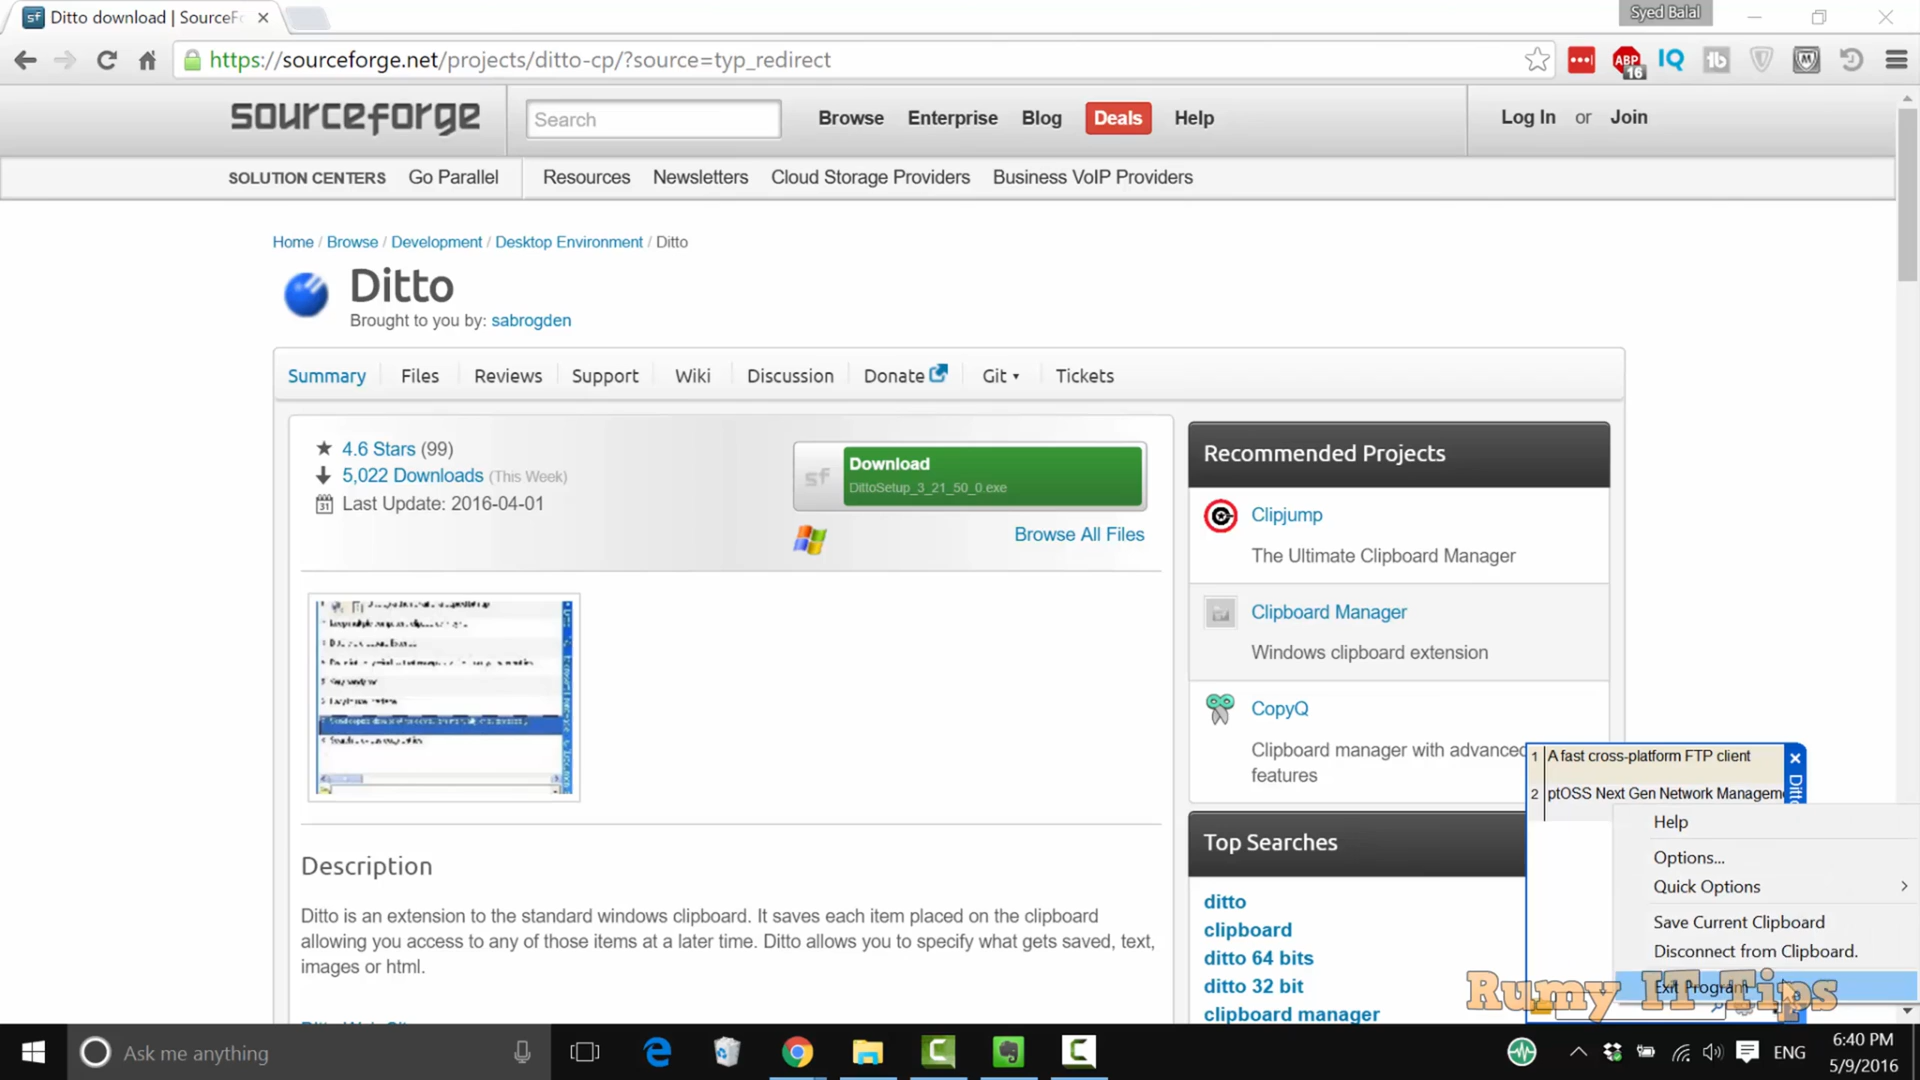 Ditto download | SourceFo
Syed Balal
https://sourceforge.net/projects/ditto-cp/?source=typ_redirect
ABP
16
IQ
sourceforge
Search
Browse
Enterprise
Blog
Deals
Help
Log In or Join
SOLUTION CENTERS
Go Parallel
Resources
Newsletters
Cloud Storage Providers
Business VoIP Providers
Home / Browse / Development / Desktop Environment / Ditto
Ditto
Brought to you by: sabrogden
Summary
Files
Reviews
Support
Wiki
Discussion
Donate
Git
Tickets
4.6 Stars (99)
5,022 Downloads (This Week)
Last Update: 2016-04-01
sf
Download
DittoSetup_3_21_50_0.exe
Browse All Files
Description
Ditto is an extension to the standard windows clipboard. It saves each item placed on the clipboard
allowing you access to any of those items at a later time. Ditto allows you to specify what gets saved, text,
images or html.
Recommended Projects
Clipjump
The Ultimate Clipboard Manager
Clipboard Manager
Windows clipboard extension
CopyQ
Clipboard manager with advanced
features
Top Searches
ditto
clipboard
ditto 64 bits
ditto 32 bit
clipboard manager
1 A fast cross-platform FTP client
2 ptOSS Next Gen Network Manageme
Ditto
Help
Options...
Quick Options
Save Current Clipboard
Disconnect from Clipboard.
Exit Program
Rumy IT Tips
Ask me anything
ENG
6:40 PM
5/9/2016